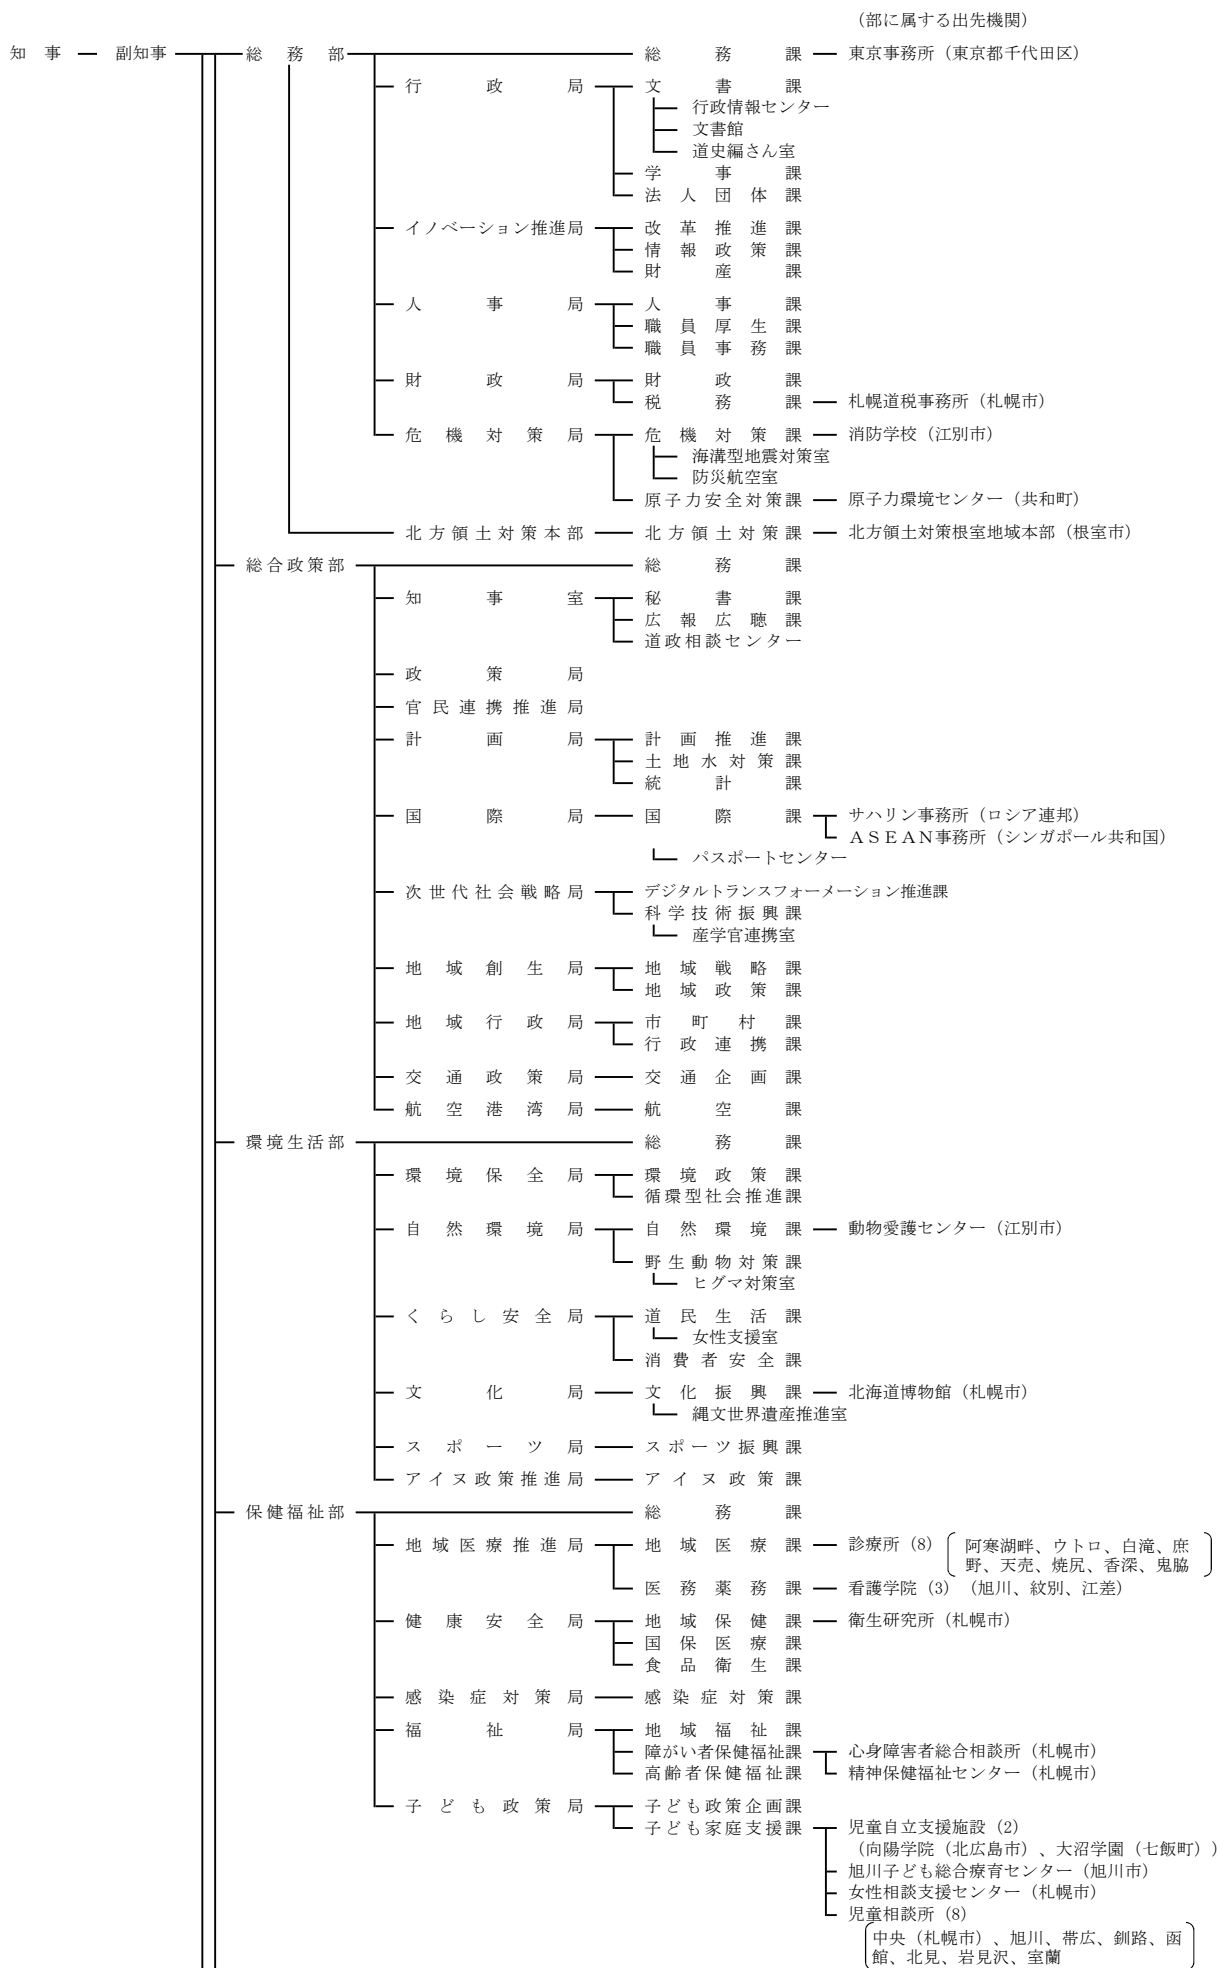 (部に属する出先機関)
知事 副知事 総務部 総務課 東京事務所(東京都千代田区)
行政局 文書課
行政情報センター
文書館
道史編さん室
学事課
法人団体課
イノベーション推進局 改革推進課
情報政策課
財産課
人事局 人事課
職員厚生課
職員事務課
財政局 財政課
税務課 札幌道税事務所(札幌市)
危機対策局 危機対策課 消防学校(江別市)
海溝型地震対策室
防災航空室
原子力安全対策課 原子力環境センター(共和町)
北方領土対策本部 北方領土対策課 北方領土対策根室地域本部(根室市)
総合政策部 総務課
知事室 秘書課
広報広聴課
道政相談センター
政策局
官民連携推進局
計画局 計画推進課
土地水対策課
統計課
国際局 国際課 サハリン事務所(ロシア連邦)
ASEAN事務所(シンガポール共和国)
パスポートセンター
次世代社会戦略局 デジタルトランスフォーメーション推進課
科学技術振興課
産学官連携室
地域創生局 地域戦略課
地域政策課
地域行政局 市町村課
行政連携課
交通政策局 交通企画課
航空港湾局 航空課
環境生活部 総務課
環境保全局 環境政策課
循環型社会推進課
自然環境局 自然環境課 動物愛護センター(江別市)
野生動物対策課
ヒグマ対策室
くらし安全局 道民生活課
女性支援室
消費者安全課
文化局 文化振興課 北海道博物館(札幌市)
縄文世界遺産推進室
スポーツ局 スポーツ振興課
アイヌ政策推進局 アイヌ政策課
保健福祉部 総務課
地域医療推進局 地域医療課 診療所(8) 阿寒湖畔、ウトロ、白滝、庶
野、天売、焼尻、香深、鬼脇
医務薬務課 看護学院(3)(旭川、紋別、江差)
健康安全局 地域保健課 衛生研究所(札幌市)
国保医療課
食品衛生課
感染症対策局 感染症対策課
福祉局 地域福祉課
障がい者保健福祉課 心身障害者総合相談所(札幌市)
高齢者保健福祉課 精神保健福祉センター(札幌市)
子ども政策局 子ども政策企画課
子ども家庭支援課 児童自立支援施設(2)
(向陽学院(北広島市)、大沼学園(七飯町))
旭川子ども総合療育センター(旭川市)
女性相談支援センター(札幌市)
児童相談所(8)
中央(札幌市)、旭川、帯広、釧路、函
館、北見、岩見沢、室蘭